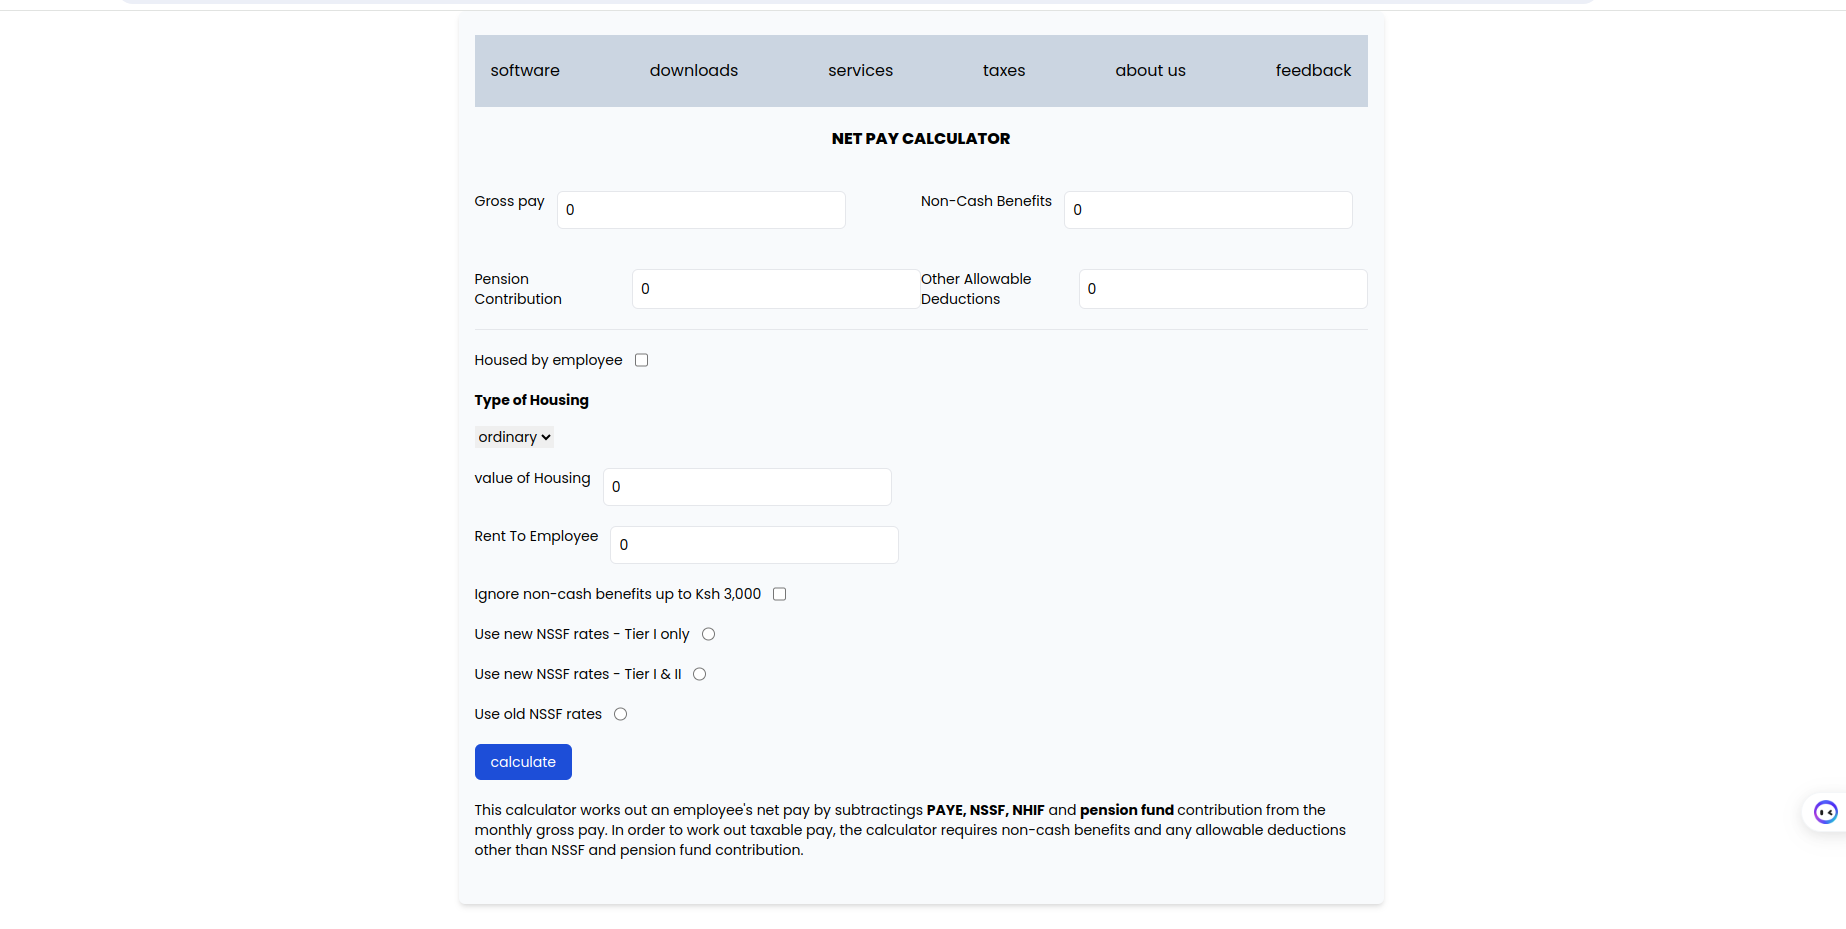 software downloads services taxes about us feedback
NET PAY CALCULATOR
Gross pay 0 Non-Cash Benefits 0
Pension
Contribution 0 Other Allowable
Deductions 0
Housed by employee
Type of Housing
ordinary
value of Housing 0
Rent To Employee 0
Ignore non-cash benefits up to Ksh 3,000
Use new NSSF rates - Tier I only
Use new NSSF rates - Tier I & II
Use old NSSF rates
calculate
This calculator works out an employee's net pay by subtractings PAYE, NSSF, NHIF and pension fund contribution from the
monthly gross pay. In order to work out taxable pay, the calculator requires non-cash benefits and any allowable deductions
other than NSSF and pension fund contribution.